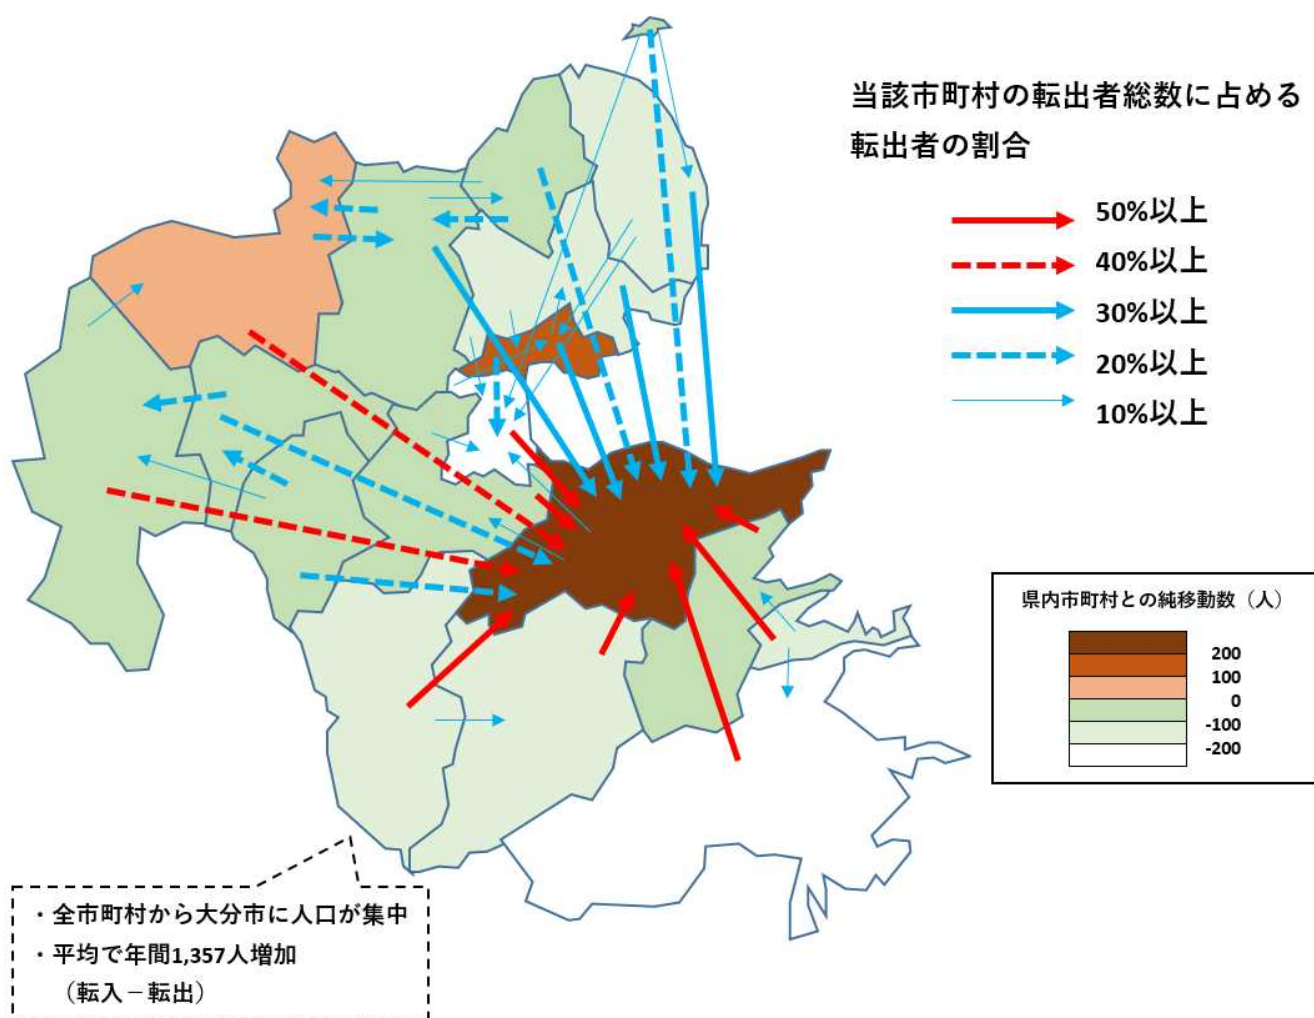 当該市町村の転出者総数に占める
転出者の割合
50%以上
40%以上
30%以上
20%以上
10%以上
県内市町村との純移動数（人）
200
100
0
-100
-200
・全市町村から大分市に人口が集中
・平均で年間1,357人増加
（転入－転出）